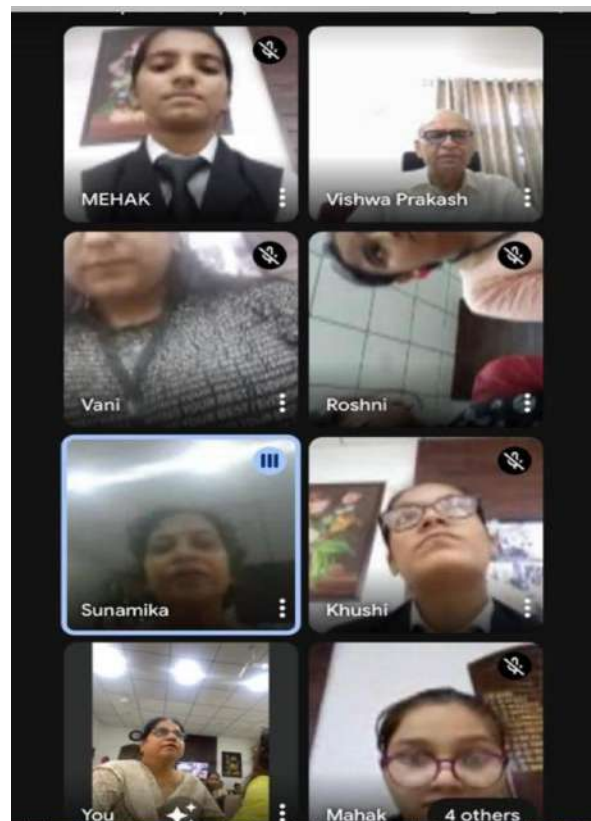 MEHAK
Vishwa Prakash
Vani
Roshni
Sunamika
Khushi
You
Mahak
4 others